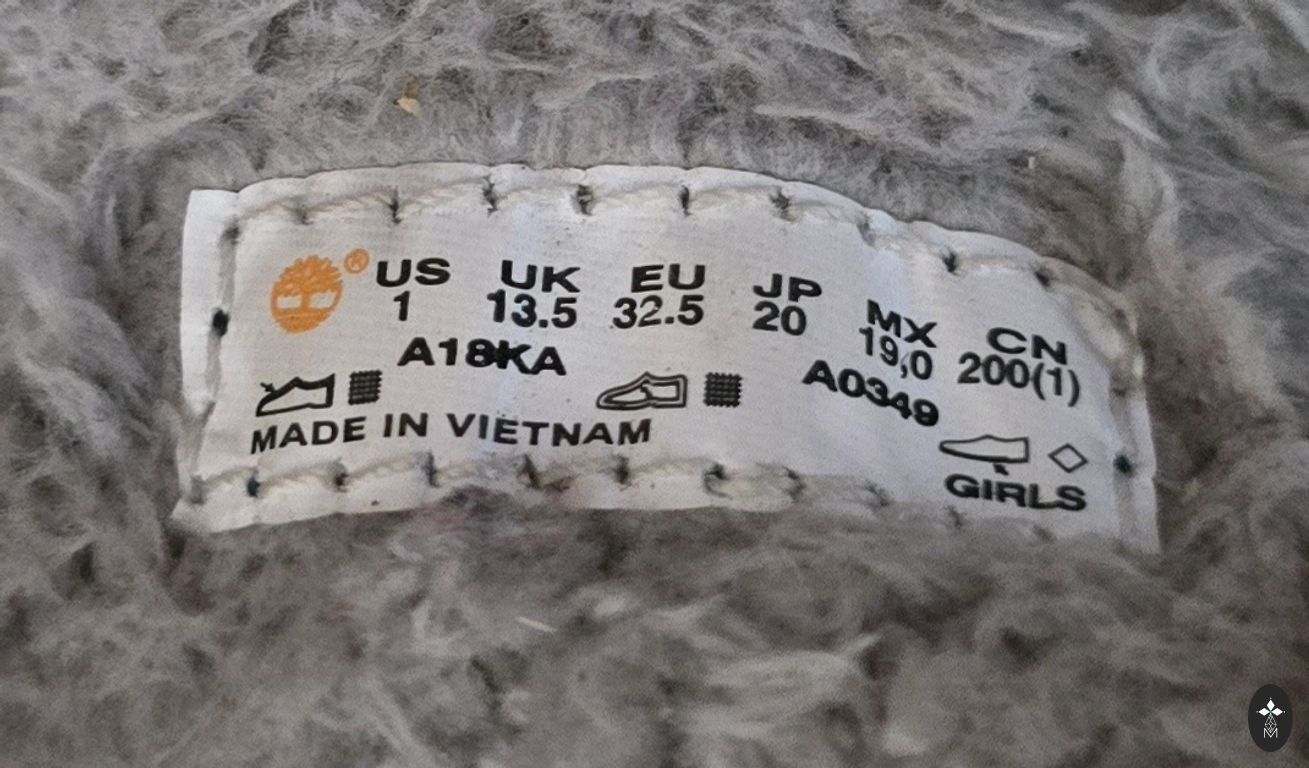 ® US UK EU JP MX CN
1 13.5 32.5 20 19,0 200(1)
A18KA A0349
MADE IN VIETNAM
GIRLS
M